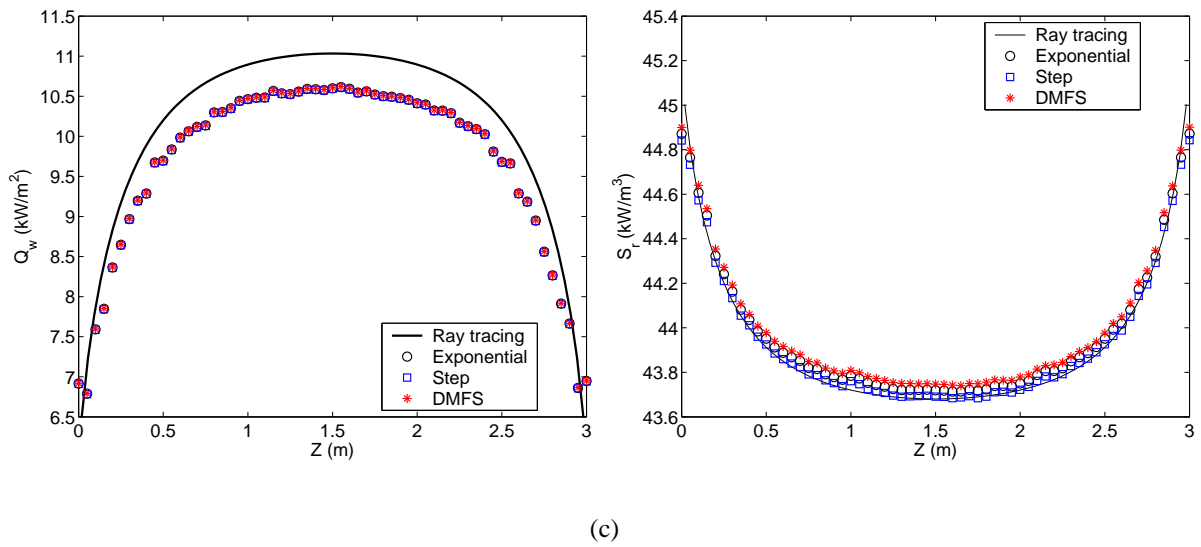 11.5
11
10.5
10
9.5
9
8.5
8
7.5
7
6.5
Q_w (kW/m²)
0 0.5 1 1.5 2 2.5 3
Z (m)
Ray tracing
Exponential
Step
DMFS
45.4
45.2
45
44.8
44.6
44.4
44.2
44
43.8
43.6
S_r (kW/m³)
0 0.5 1 1.5 2 2.5 3
Z (m)
Ray tracing
Exponential
Step
DMFS
(c)